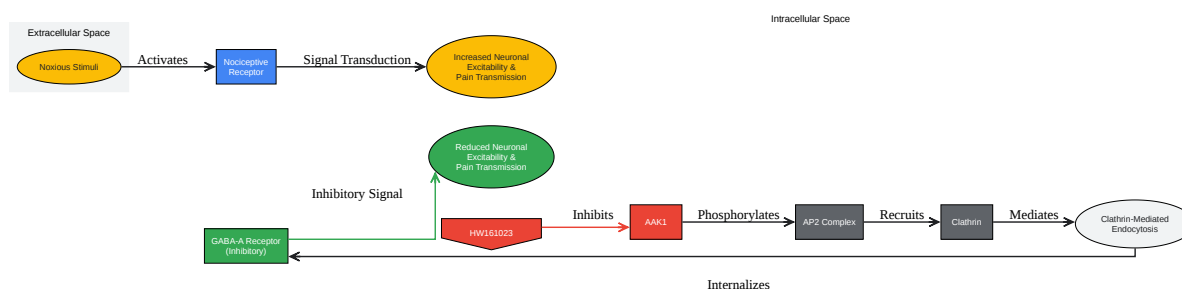 Intracellular Space
Extracellular Space
Noxious Stimuli
Activates
Nociceptive
Receptor
Signal Transduction
Increased Neuronal
Excitability &
Pain Transmission
Reduced Neuronal
Excitability &
Pain Transmission
Inhibitory Signal
GABA-A Receptor
(Inhibitory)
HW161023
Inhibits
AAK1
Phosphorylates
AP2 Complex
Recruits
Clathrin
Mediates
Clathrin-Mediated
Endocytosis
Internalizes